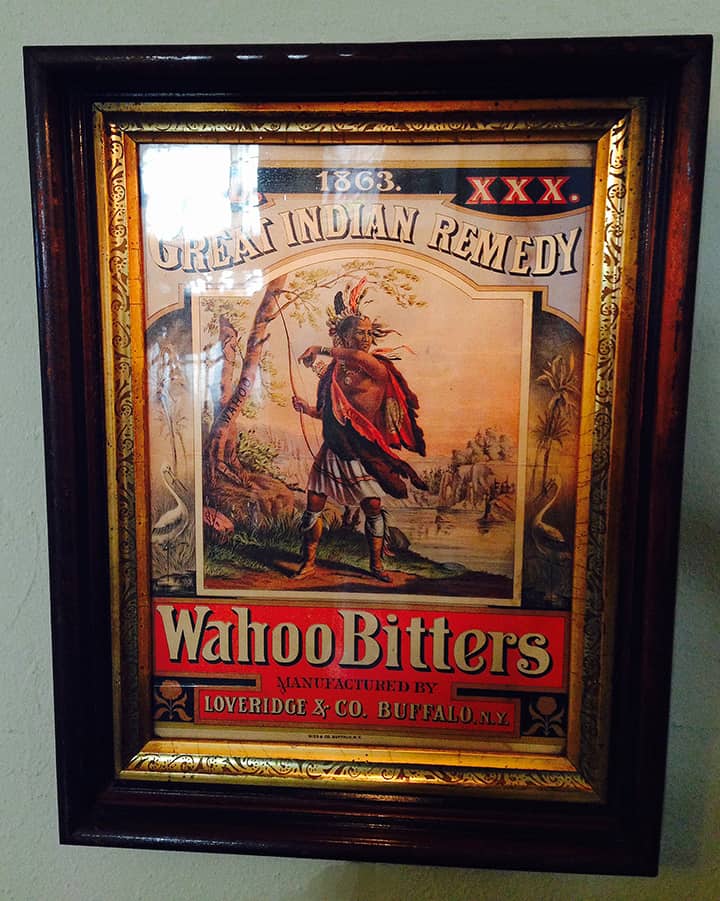 1863. XXX.
GREAT INDIAN REMEDY
WAHOO
Wahoo Bitters
MANUFACTURED BY
LOVERIDGE & CO. BUFFALO, N.Y.